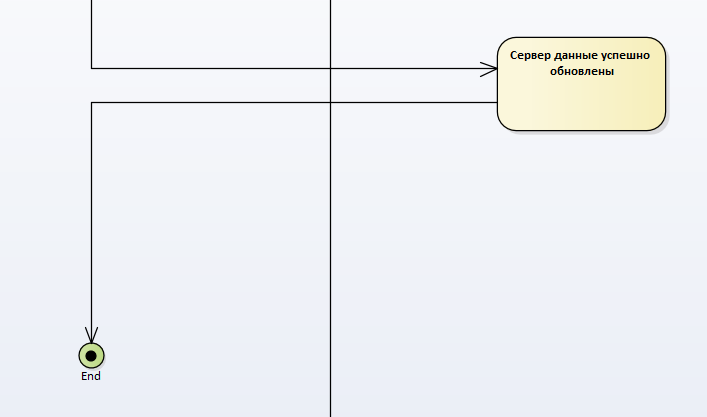 Сервер данные успешно
обновлены
End